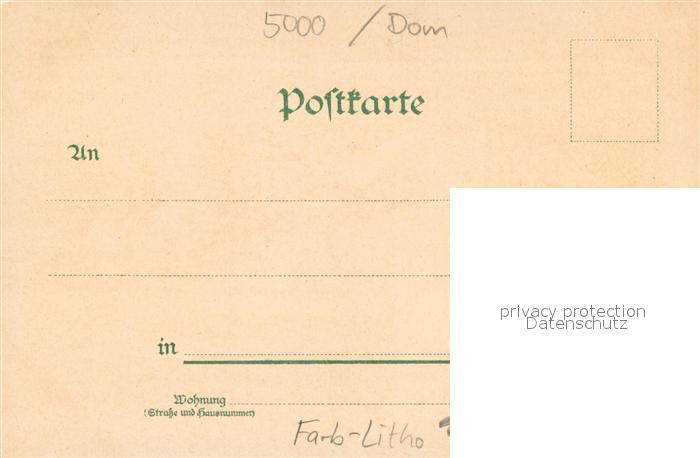 5000 / Dom
Postkarte
An
privacy protection
Datenschutz
in
Wohnung
(Straße und Hausnummer)
Farb-Litho